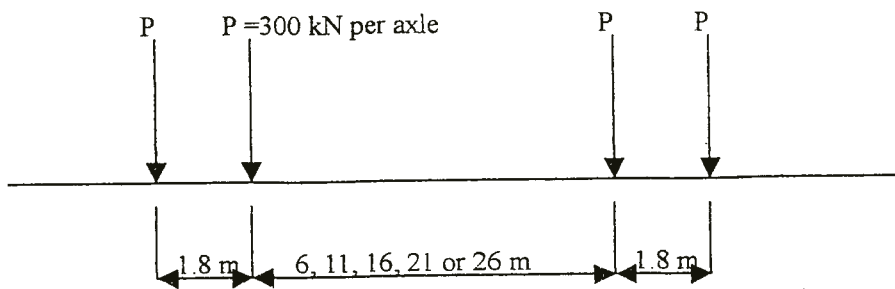 P P =300 kN per axle P P
1.8 m 6, 11, 16, 21 or 26 m 1.8 m